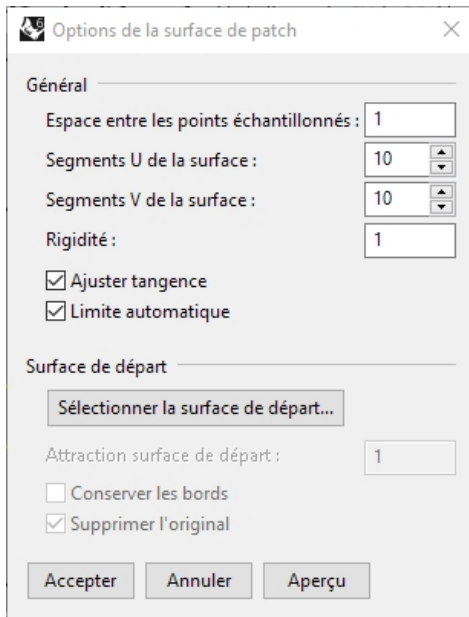 Options de la surface de patch
Général
Espace entre les points échantillonnés : 1
Segments U de la surface : 10
Segments V de la surface : 10
Rigidité : 1
Ajuster tangence
Limite automatique
Surface de départ
Sélectionner la surface de départ...
Attraction surface de départ : 1
Conserver les bords
Supprimer l'original
Accepter Annuler Aperçu